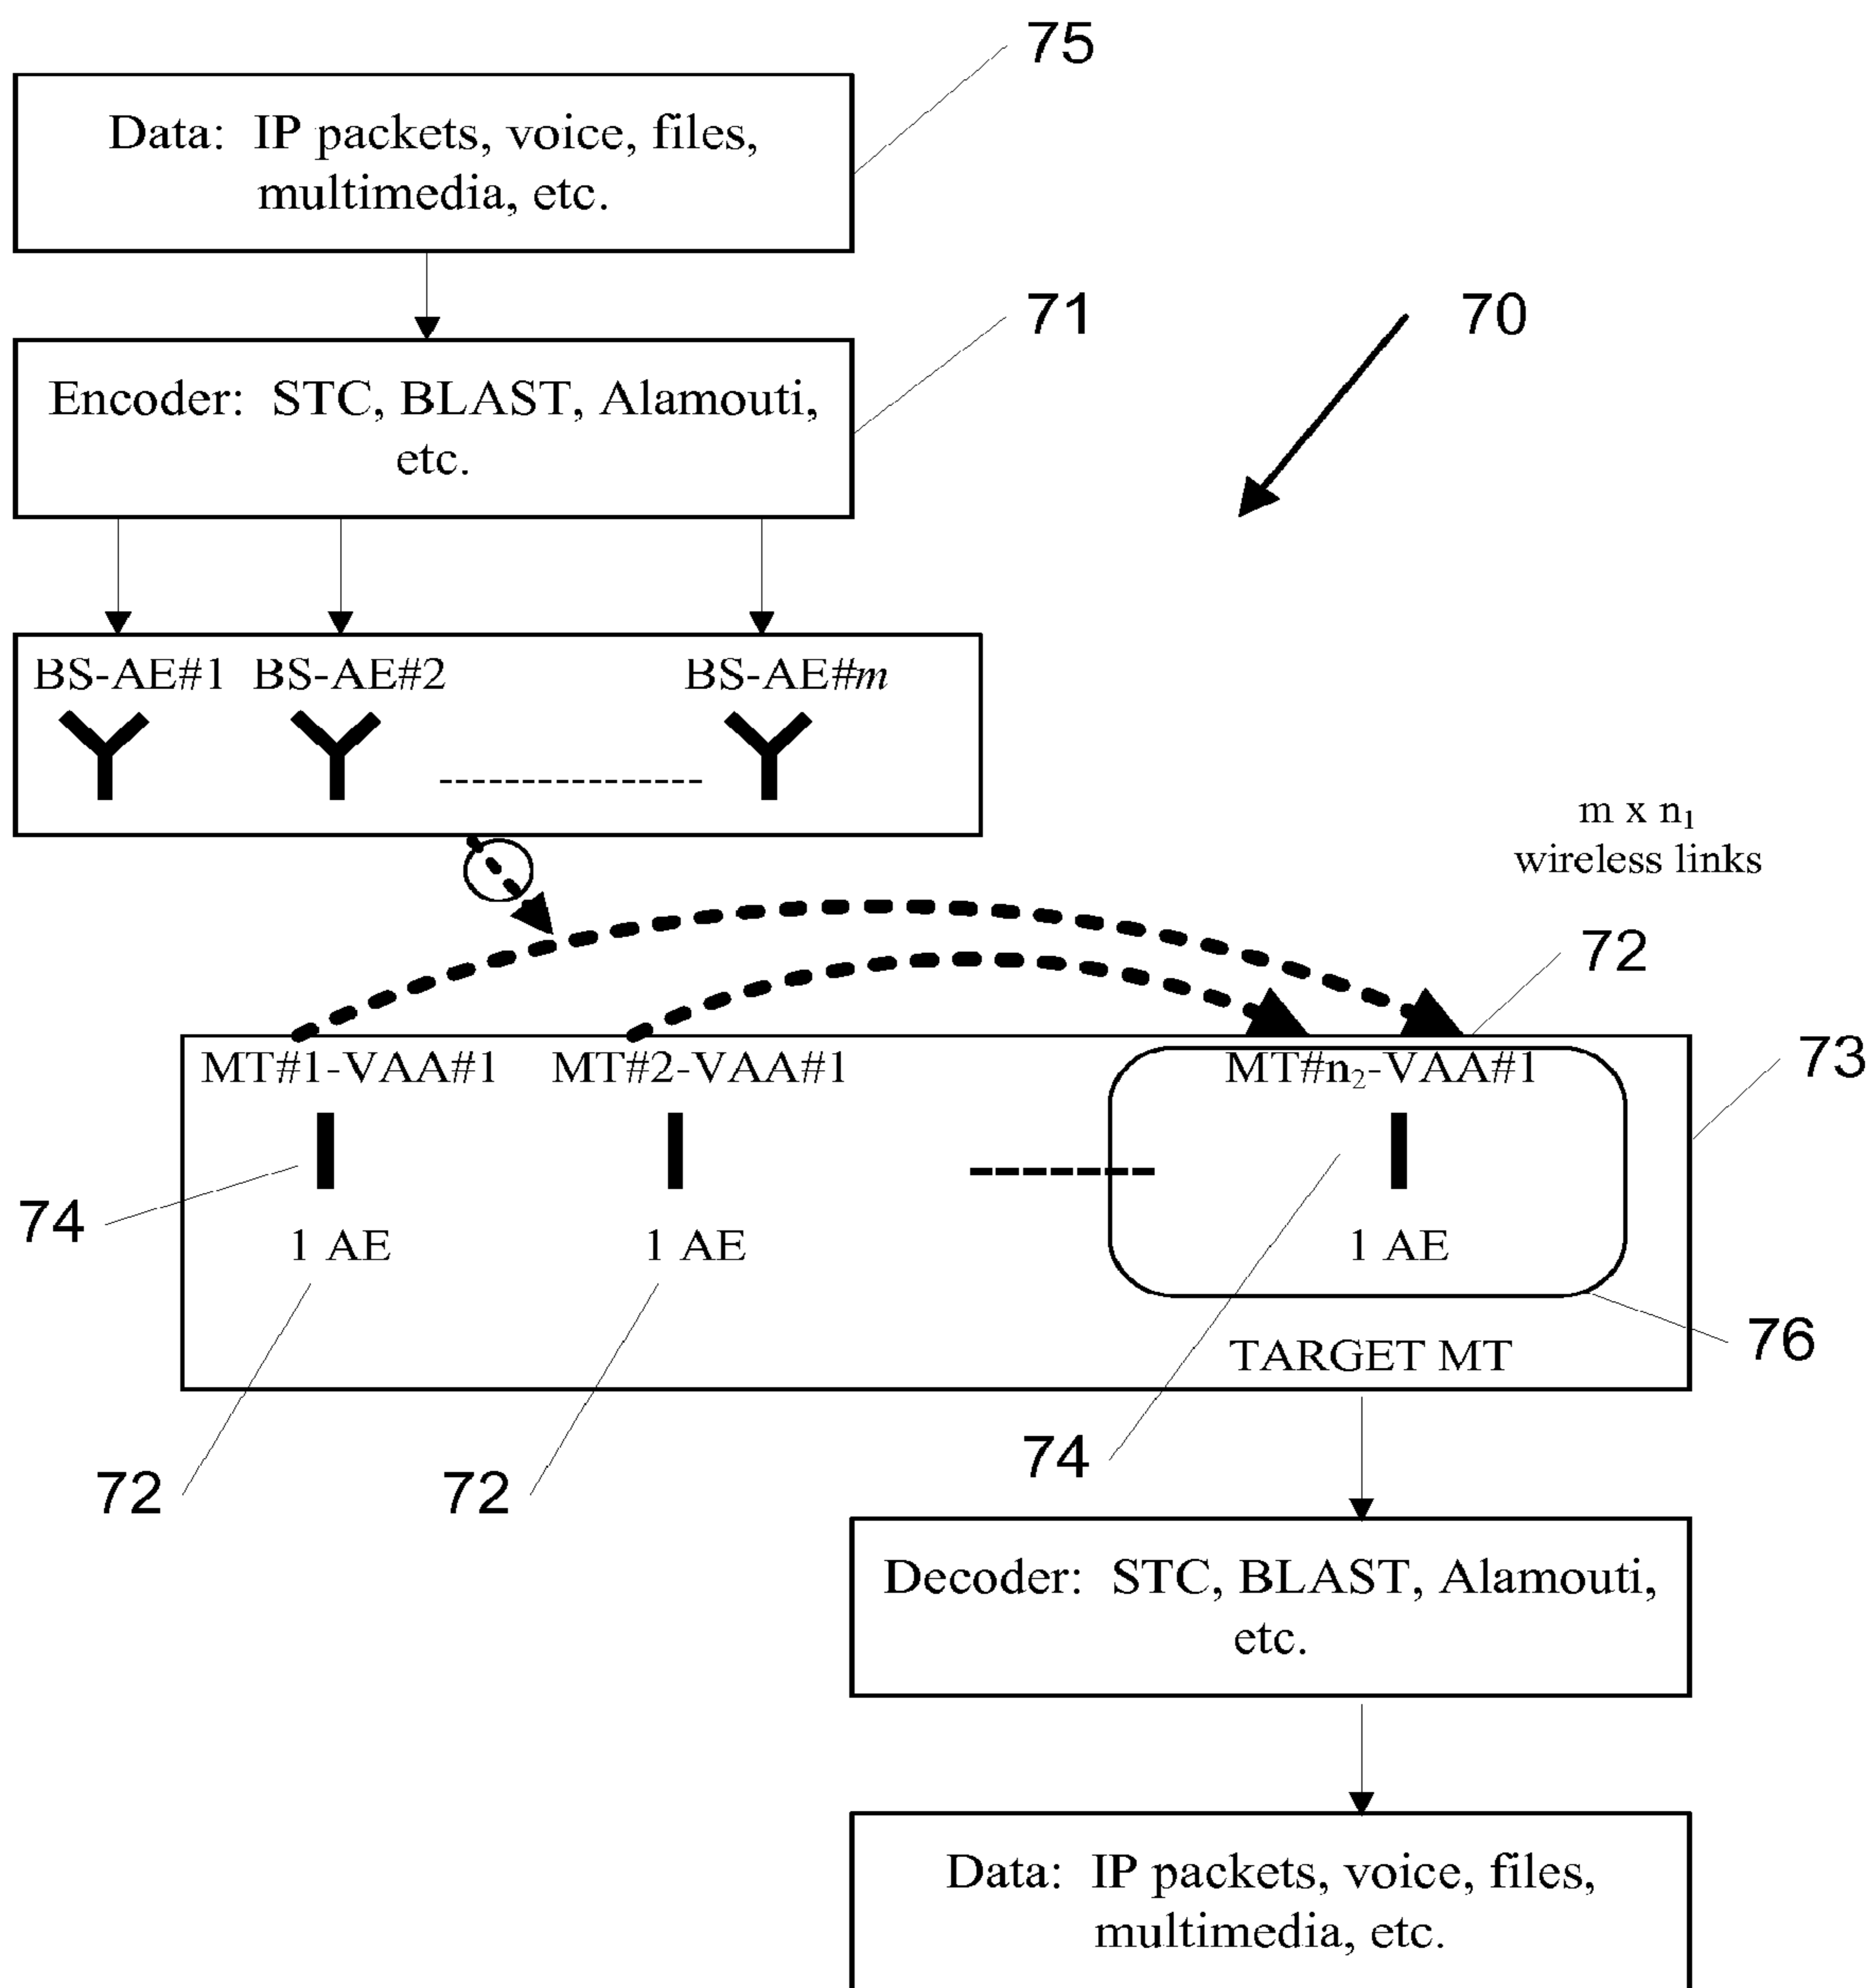 75
Data: IP packets, voice, files,
multimedia, etc.
71
70
Encoder: STC, BLAST, Alamouti,
etc.
BS-AE#1 BS-AE#2 BS-AE#m
m x n₁
wireless links
72
73
MT#1-VAA#1 MT#2-VAA#1 MT#n₂-VAA#1
74
1 AE 1 AE 1 AE
76
TARGET MT
74
72 72
Decoder: STC, BLAST, Alamouti,
etc.
Data: IP packets, voice, files,
multimedia, etc.